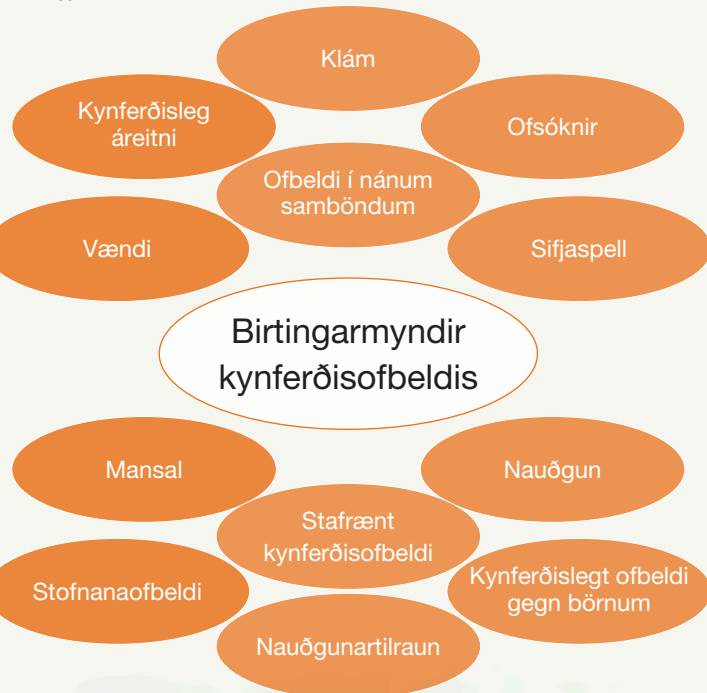 Klám
Kynferðisleg
áreitni
Ofsóknir
Ofbeldi í nánum
samböndum
Vændi
Sifjaspell
Birtingarmyndir
kynferðisofbeldis
Mansal
Nauðgun
Stafrænt
kynferðisofbeldi
Stofnanaofbeldi
Kynferðislegt ofbeldi
gegn börnum
Nauðgunartilraun